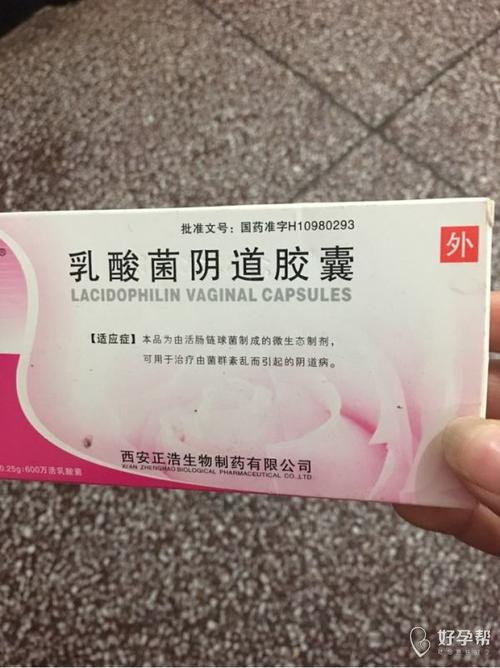 批准文号：国药准字H10980293
®
外
乳酸菌阴道胶囊
LACIDOPHILIN VAGINAL CAPSULES
【适应症】本品为由活肠链球菌制成的微生态制剂，
可用于治疗由菌群紊乱而引起的阴道病。
西安正浩生物制药有限公司
XI'AN ZHENGHAO BIOLOGICAL PHARMACEUTICAL CO.,LTD
0.25g:600万活乳酸菌
好孕帮